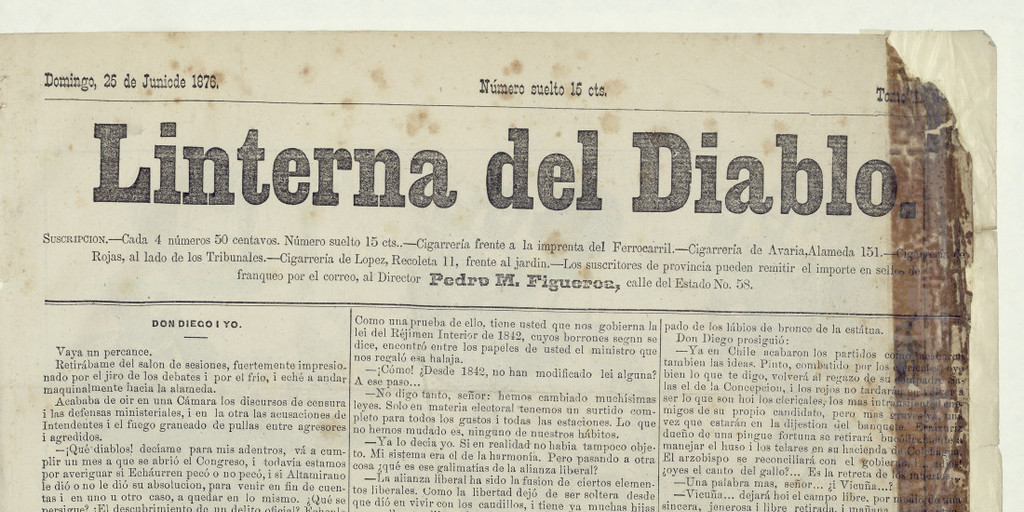 Domingo, 25 de Juniode 1876.
Número suelto 15 cts.
Linterna del Diablo.
SUSCRIPCION.—Cada 4 números 50 centavos. Número suelto 15 cts..—Cigarrería frente a la imprenta del Ferrocarril.—Cigarrería de Avaria,Alameda 151.—Cigarrería de
Rojas, al lado de los Tribunales.—Cigarrería de Lopez, Recoleta 11, frente al jardin.—Los suscritores de provincia pueden remitir el importe en sellos de
franqueo por el correo, al Director Pedro M. Figueroa, calle del Estado No. 58.
DON DIEGO I YO.
Vaya un percance.
Retirábame del salon de sesiones, fuertemente impresio.
nado por el jiro de los debates i por el frio, i eché a andar
maquinalmente hacia la alameda.
Acababa de oir en una Cámara los discursos de censura
i las defensas ministeriales, i en la otra las acusaciones de
Intendentes i el fuego graneado de pullas entre agresores
i agredidos.
—¡Qué diablos! deciame para mis adentros, vá a cum-
plir un mes a que se abrió el Congreso, i todavía estamos
por averiguar si Echáurren pecó o no pecó, i si Altamirano
le dió o no le dió su absolucion, para venir en fin de cuen-
tas i en uno u otro caso, a quedar en lo mismo. ¿Qué se
persigue? ¿El descubrimiento de un delito oficial?
Como una prueba de ello, tiene usted que nos gobierna la
lei del Réjimen Interior de 1842, cuyos borrones segun se
dice, encontró entre los papeles de usted el ministro que
nos regaló esa halaja.
—¡Cómo! ¿Desde 1842, no han modificado lei alguna?
A ese paso...
—No digo tanto, señor: hemos cambiado muchísimas
leyes. Solo en materia electoral tenemos un surtido com-
pleto para todos los gustos i todas las estaciones. Lo que
no hemos mudado es, ninguno de nuestros hábitos.
—Ya lo decía yo. Si en realidad no habia tampoco obje-
to. Mi sistema era el de la harmonía. Pero pasando a otra
cosa ¿qué es ese galimatías de la alianza liberal?
—La alianza liberal ha sido la fusion de ciertos elemen-
tos liberales. Como la libertad dejó de ser soltera desde
que dió en vivir con los caudillos, i tiene ya muchas hijas
pado de los lábios de bronce de la estátua.
Don Diego prosiguió:
—Ya en Chile acabaron los partidos como acabaron
tambien las ideas. Pinto, combatido por los
bien lo que te digo, volverá al regazo de su
las el de la Concepcion, i los rojos no tardarán
ser lo que son hoi los clericales, los mas
migos de su propio candidato, pero mas
vez que estarán en la dijestion del banquete.
dueño de una pingue fortuna se retirará
manejar el huso i los telares en su hacienda de
El arzobispo se reconciliará con el
¿oyes el canto del gallo?... Es la retreta de los
—Una palabra mas, señor... ¿i Vicuña...?
—Vicuña... dejará hoi el campo libre, por
sincera, jenerosa i libre retirada, i mañana